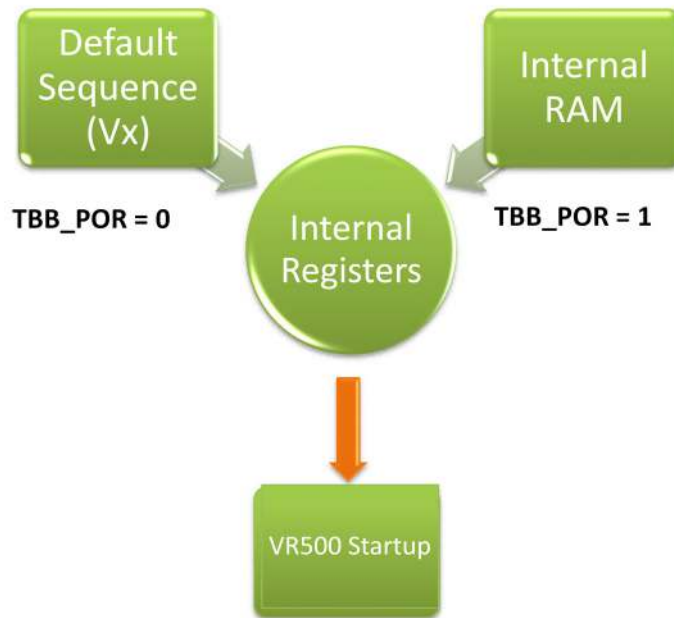 Default
Sequence
(Vx)
Internal
RAM
TBB_POR = 0
TBB_POR = 1
Internal
Registers
VR500 Startup